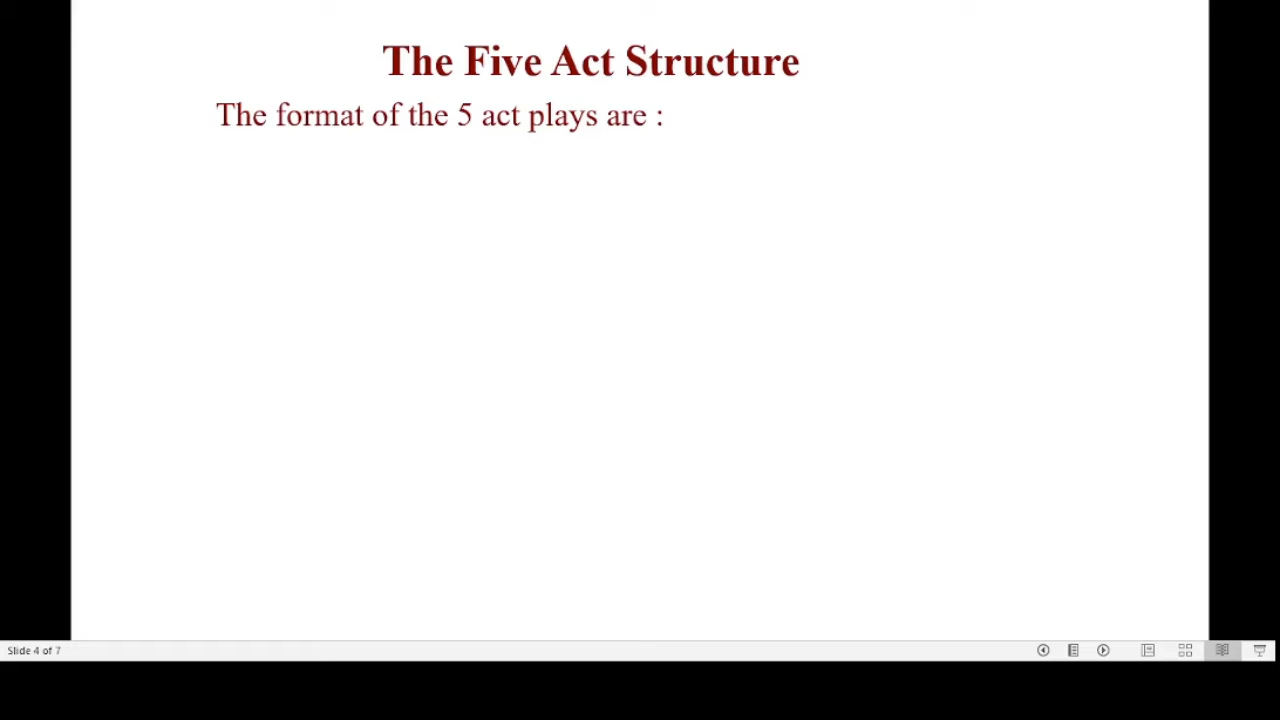 The Five Act Structure
The format of the 5 act plays are :
Slide 4 of 7